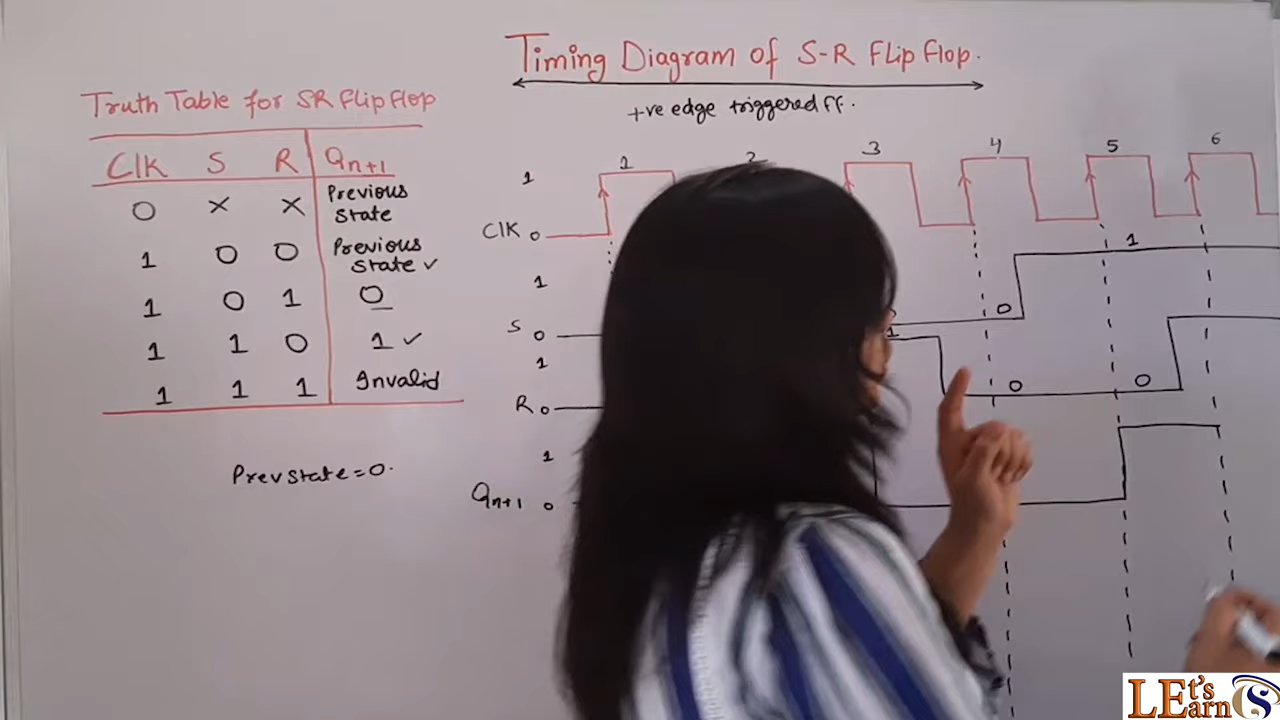 Timing Diagram of S-R Flip Flop.
+ve edge triggered FF.
Truth Table for SR Flip Flop
Clk S R Qn+1
0 x x Previous state
1 0 0 Previous state ✓
1 0 1 0
1 1 0 1 ✓
1 1 1 Invalid
Prev state = 0.
1 2 3 4 5 6
1
Clk 0
1
S 0
0 1
1
R 0
1 0 0
1
Qn+1 0
LEt's Earn